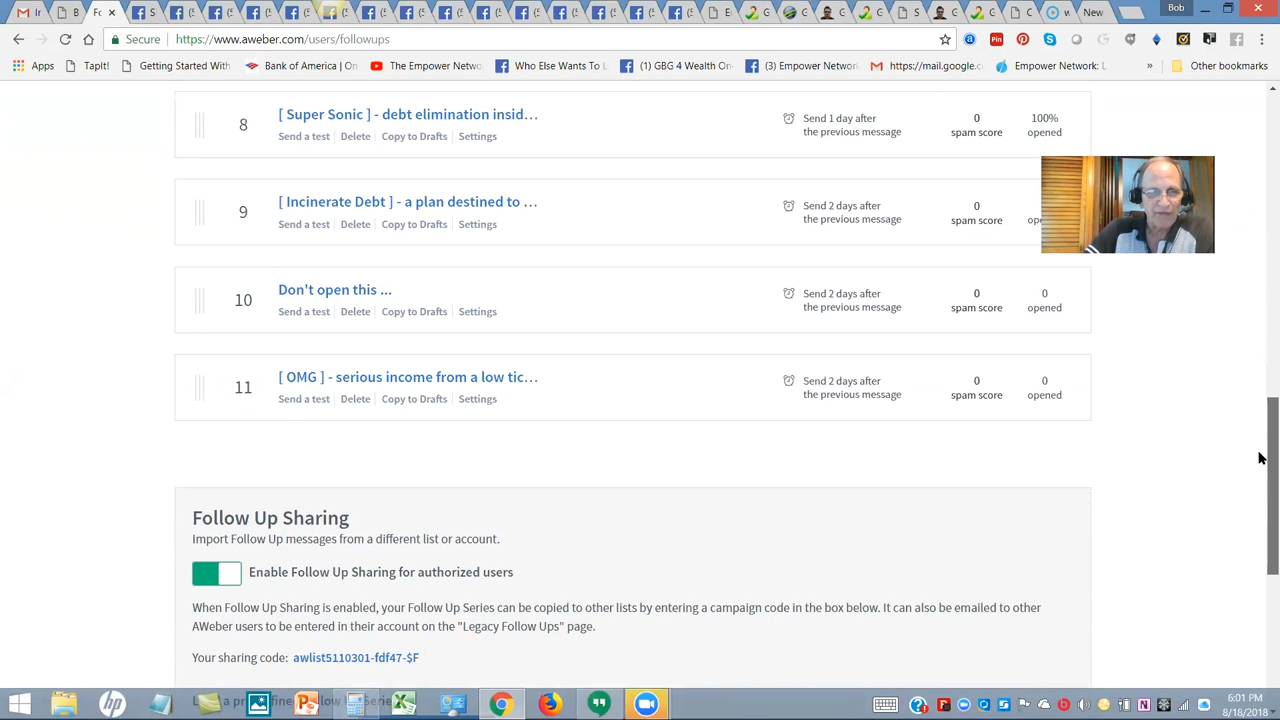 Bob
Secure
https://www.aweber.com/users/followups
Apps Tapit! Getting Started With Bank of America | On The Empower Netwo Who Else Wants To L (1) GBG 4 Wealth On (3) Empower Network https://mail.google.c Empower Network: L » Other bookmarks
8
[ Super Sonic ] - debt elimination insid…
Send a test Delete Copy to Drafts Settings
Send 1 day after
the previous message
0
spam score
100%
opened
9
[ Incinerate Debt ] - a plan destined to …
Send a test Delete Copy to Drafts Settings
Send 2 days after
the previous message
0
spam score
10
Don't open this ...
Send a test Delete Copy to Drafts Settings
Send 2 days after
the previous message
0
spam score
0
opened
11
[ OMG ] - serious income from a low tic…
Send a test Delete Copy to Drafts Settings
Send 2 days after
the previous message
0
spam score
0
opened
Follow Up Sharing
Import Follow Up messages from a different list or account.
Enable Follow Up Sharing for authorized users
When Follow Up Sharing is enabled, your Follow Up Series can be copied to other lists by entering a campaign code in the box below. It can also be emailed to other
AWeber users to be entered in their account on the "Legacy Follow Ups" page.
Your sharing code: awlist5110301-fdf47-$F
6:01 PM
8/18/2018